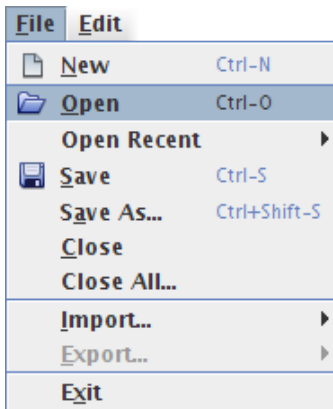 File Edit
New Ctrl-N
Open Ctrl-O
Open Recent
Save Ctrl-S
Save As... Ctrl+Shift-S
Close
Close All...
Import...
Export...
Exit